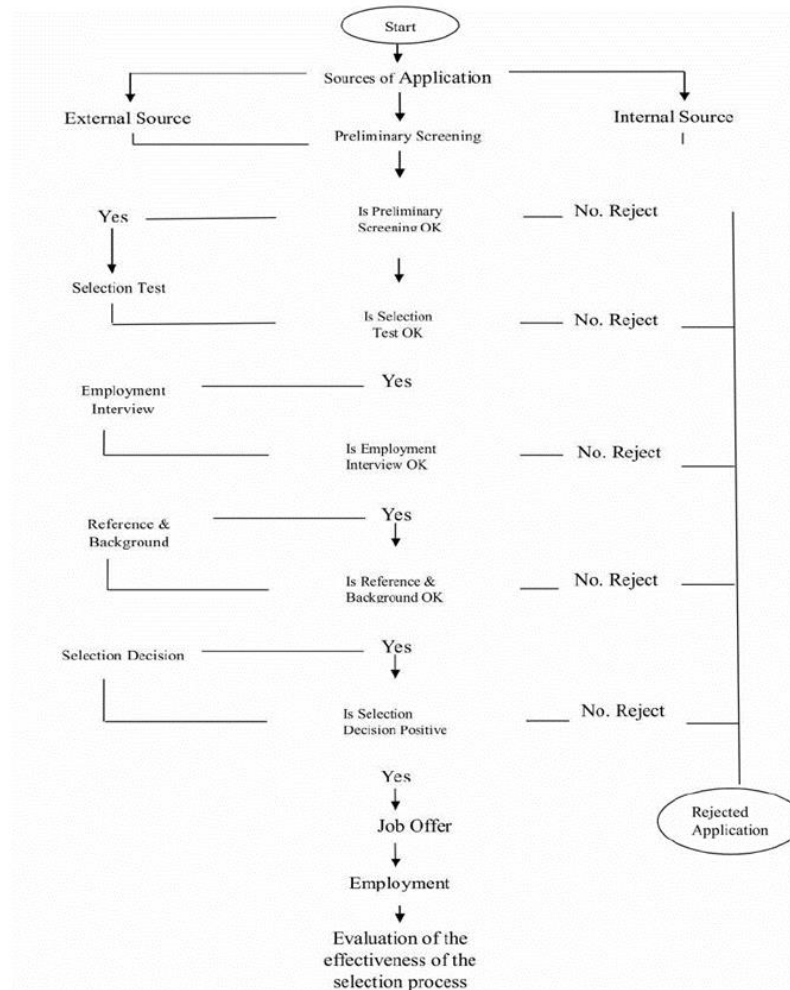 Start
Sources of Application
External Source
Internal Source
Preliminary Screening
Yes
Is Preliminary
Screening OK
No. Reject
Selection Test
Is Selection
Test OK
No. Reject
Employment
Interview
Yes
Is Employment
Interview OK
No. Reject
Reference &
Background
Yes
Is Reference &
Background OK
No. Reject
Selection Decision
Yes
Is Selection
Decision Positive
No. Reject
Yes
Job Offer
Rejected
Application
Employment
Evaluation of the
effectiveness of the
selection process